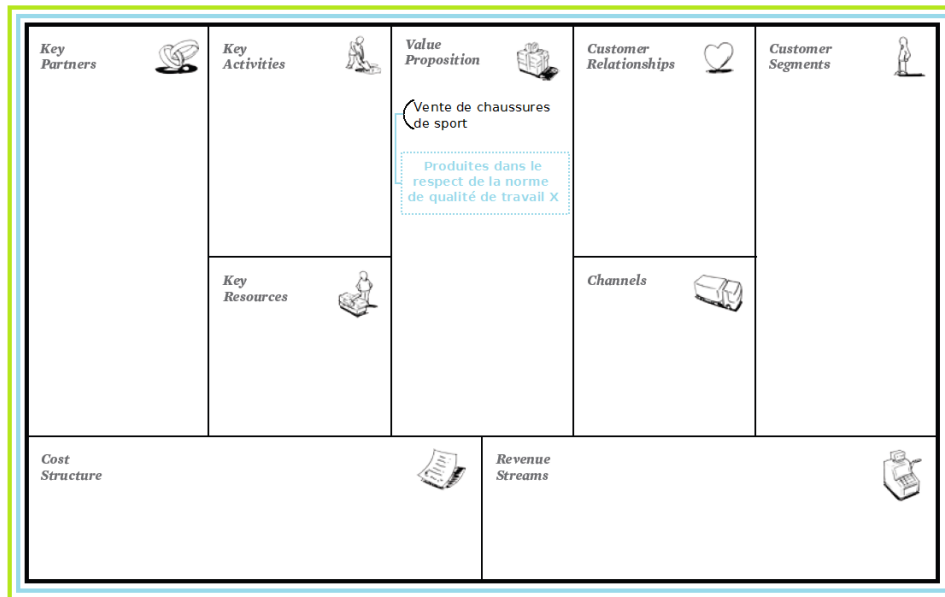 Key
Partners
Key
Activities
Value
Proposition
Vente de chaussures
de sport
Produites dans le
respect de la norme
de qualité de travail X
Customer
Relationships
Customer
Segments
Key
Resources
Channels
Cost
Structure
Revenue
Streams